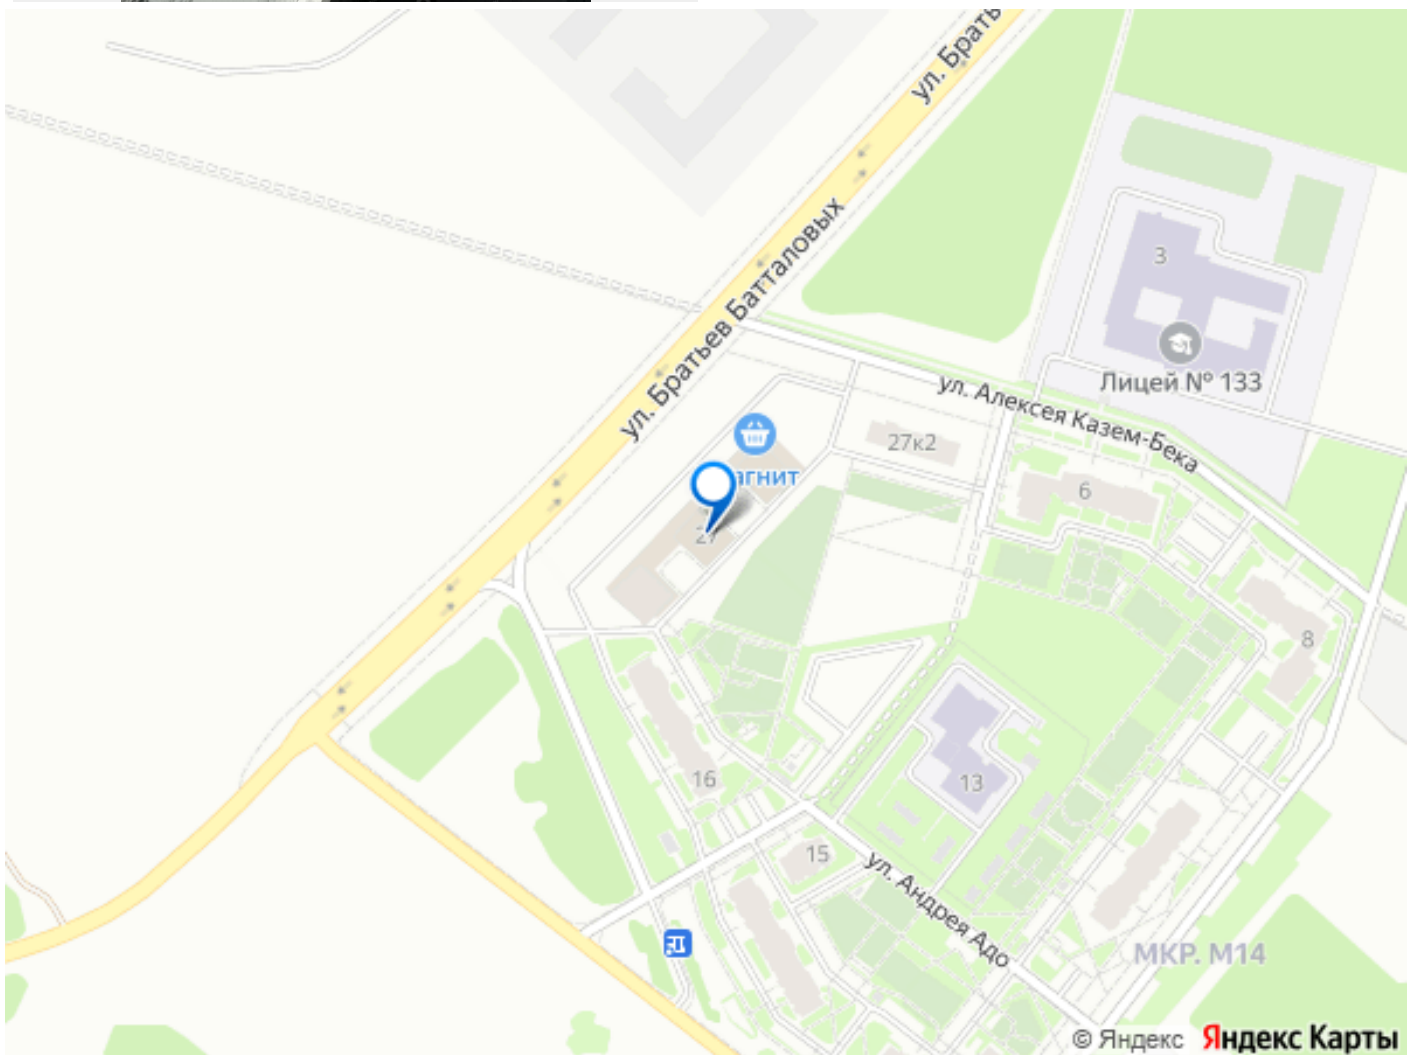 ул. Брать
ул. Братьев Батталовых
3
Лицей № 133
ул. Алексея Казем-Бека
27к2
агнит
6
27
8
16
13
15
ул. Андрея Адо
МКР. М14
© Яндекс Яндекс Карты